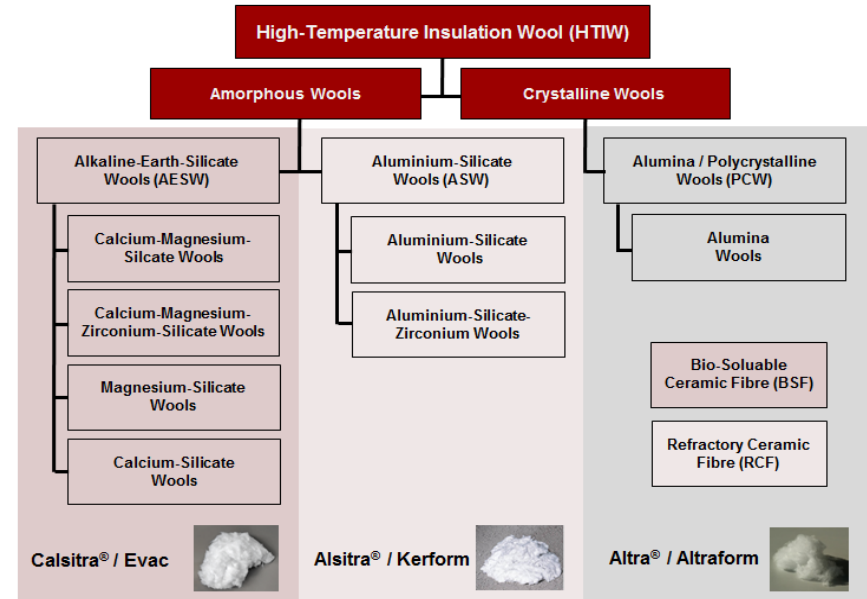 High-Temperature Insulation Wool (HTIW)
Amorphous Wools
Crystalline Wools
Alkaline-Earth-Silicate
Wools (AESW)
Calcium-Magnesium-
Silcate Wools
Calcium-Magnesium-
Zirconium-Silicate Wools
Magnesium-Silicate
Wools
Calcium-Silicate
Wools
Calsitra® / Evac
Aluminium-Silicate
Wools (ASW)
Aluminium-Silicate
Wools
Aluminium-Silicate-
Zirconium Wools
Alsitra® / Kerform
Alumina / Polycrystalline
Wools (PCW)
Alumina
Wools
Bio-Soluable
Ceramic Fibre (BSF)
Refractory Ceramic
Fibre (RCF)
Altra® / Altraform